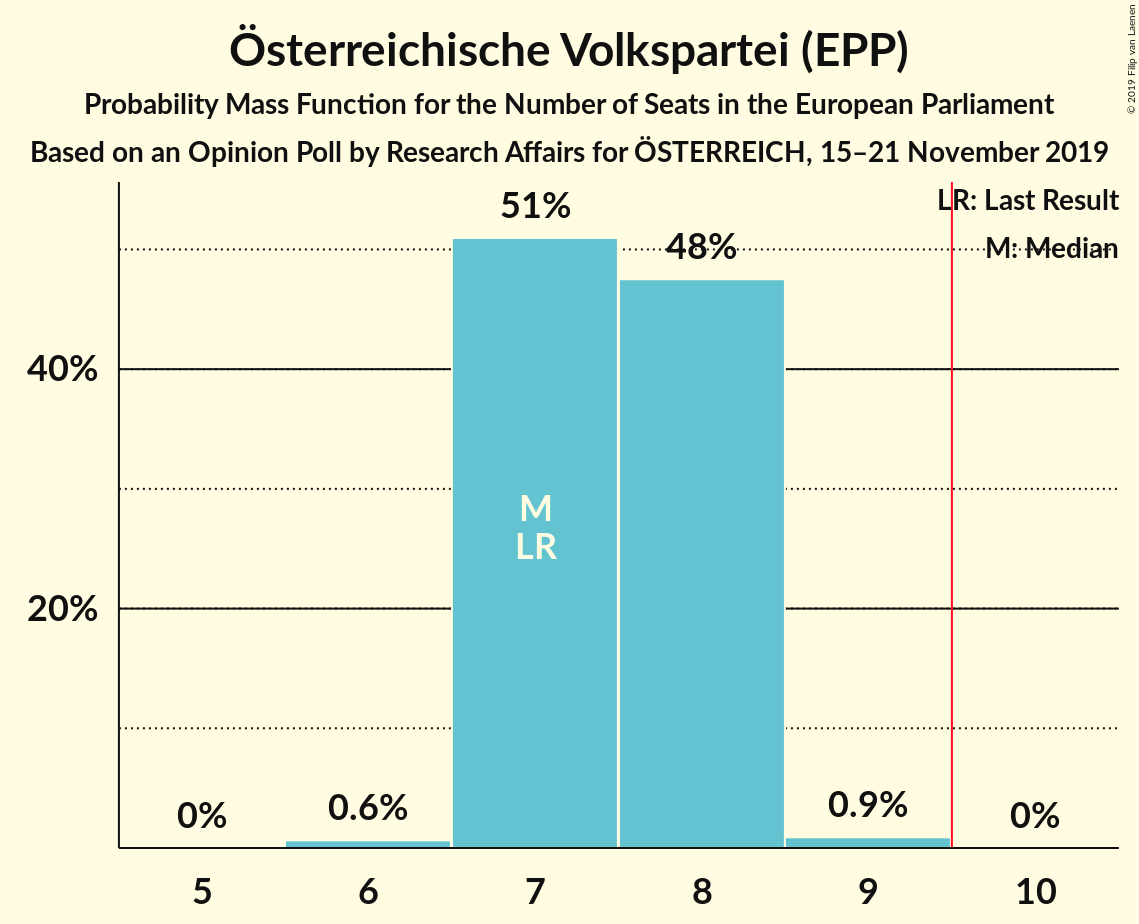 Österreichische Volkspartei (EPP)
Probability Mass Function for the Number of Seats in the European Parliament
Based on an Opinion Poll by Research Affairs for ÖSTERREICH, 15–21 November 2019
© 2019 Filip van Laenen
LR: Last Result
M: Median
51%
48%
40%
M
LR
20%
0%
0.6%
0.9%
0%
5
6
7
8
9
10